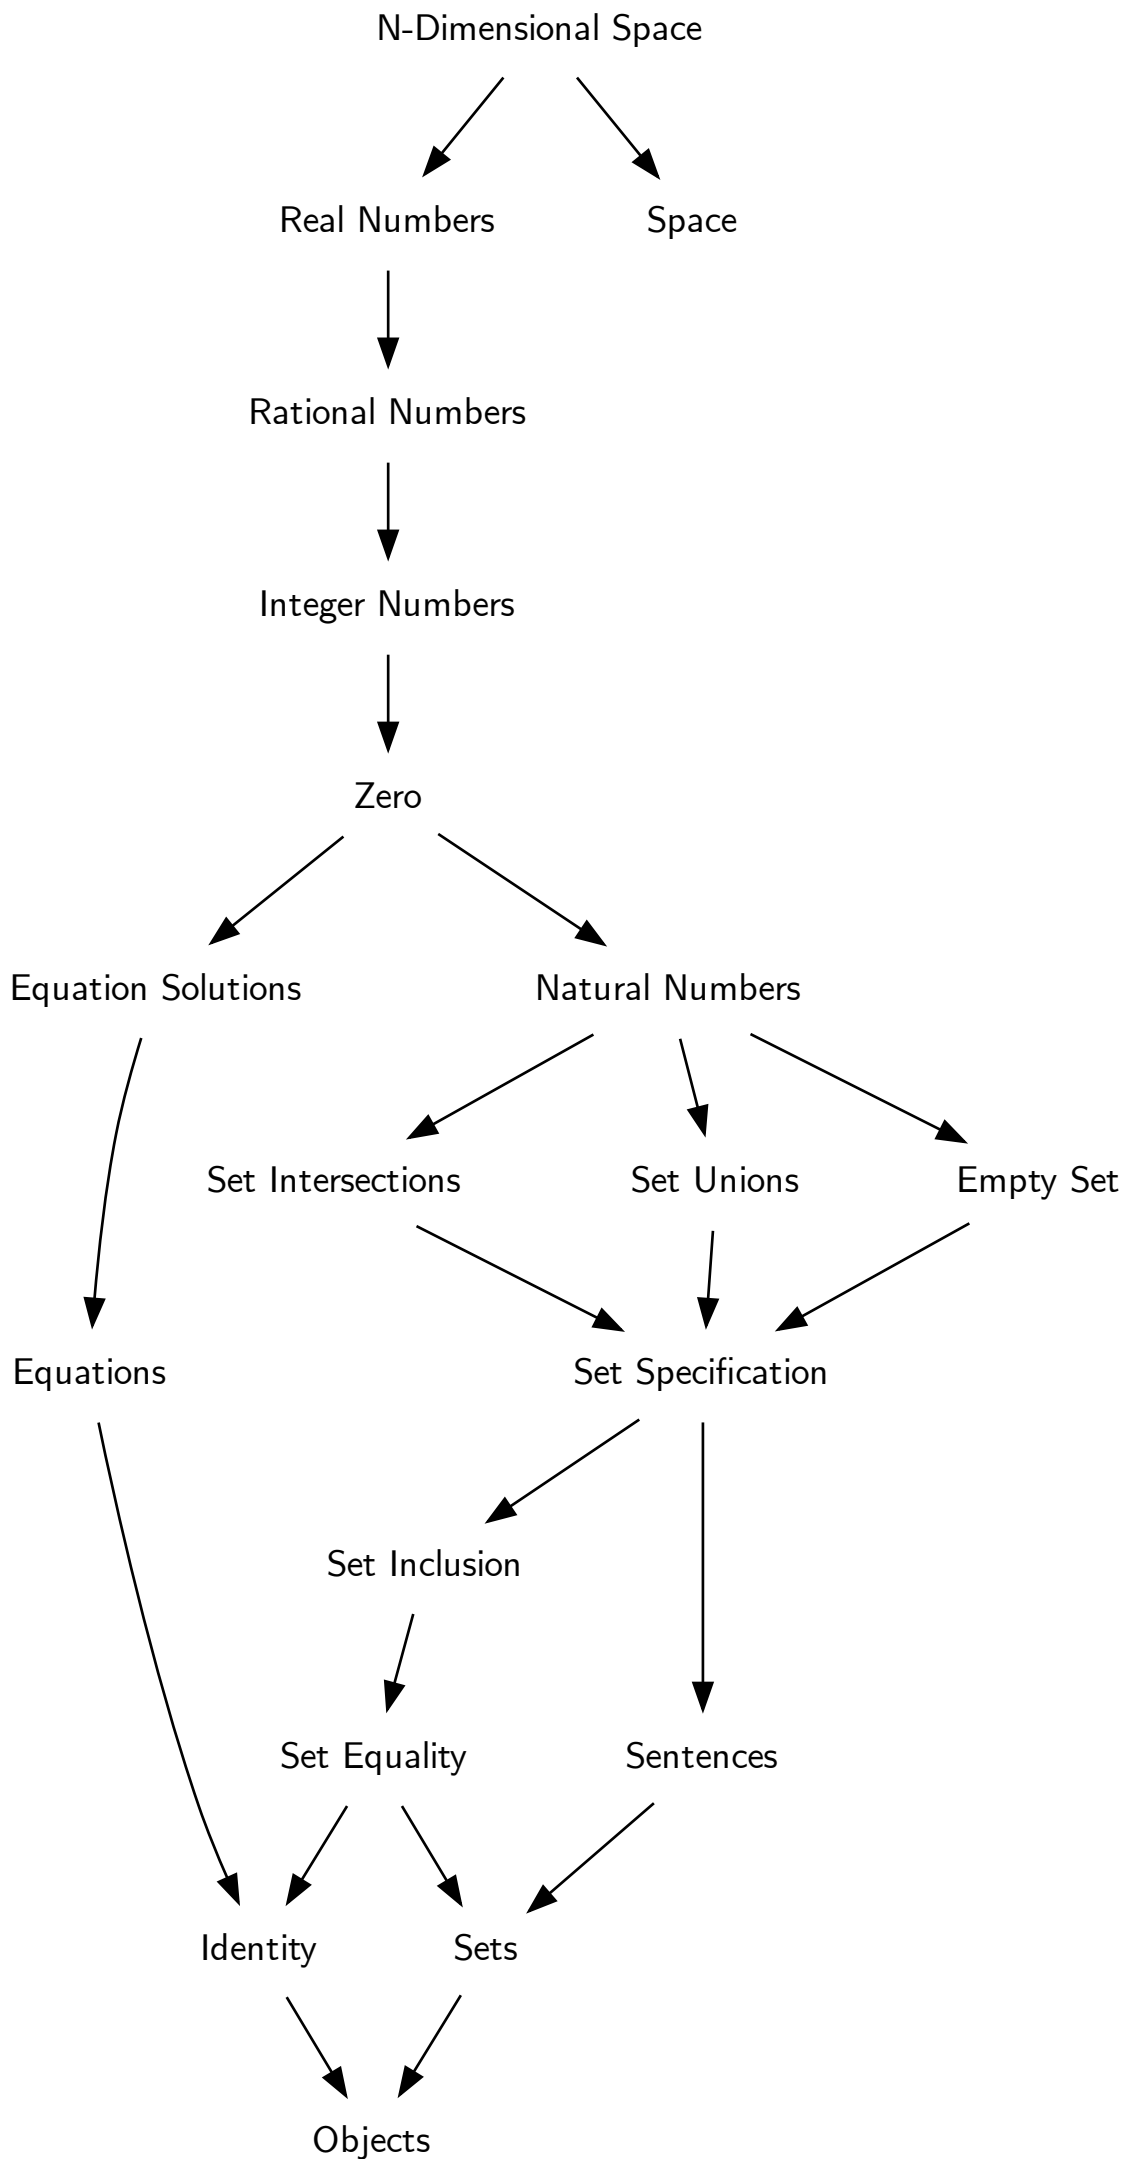 N-Dimensional Space
Real Numbers
Space
Rational Numbers
Integer Numbers
Zero
Equation Solutions
Natural Numbers
Set Intersections
Set Unions
Empty Set
Equations
Set Specification
Set Inclusion
Set Equality
Sentences
Identity
Sets
Objects